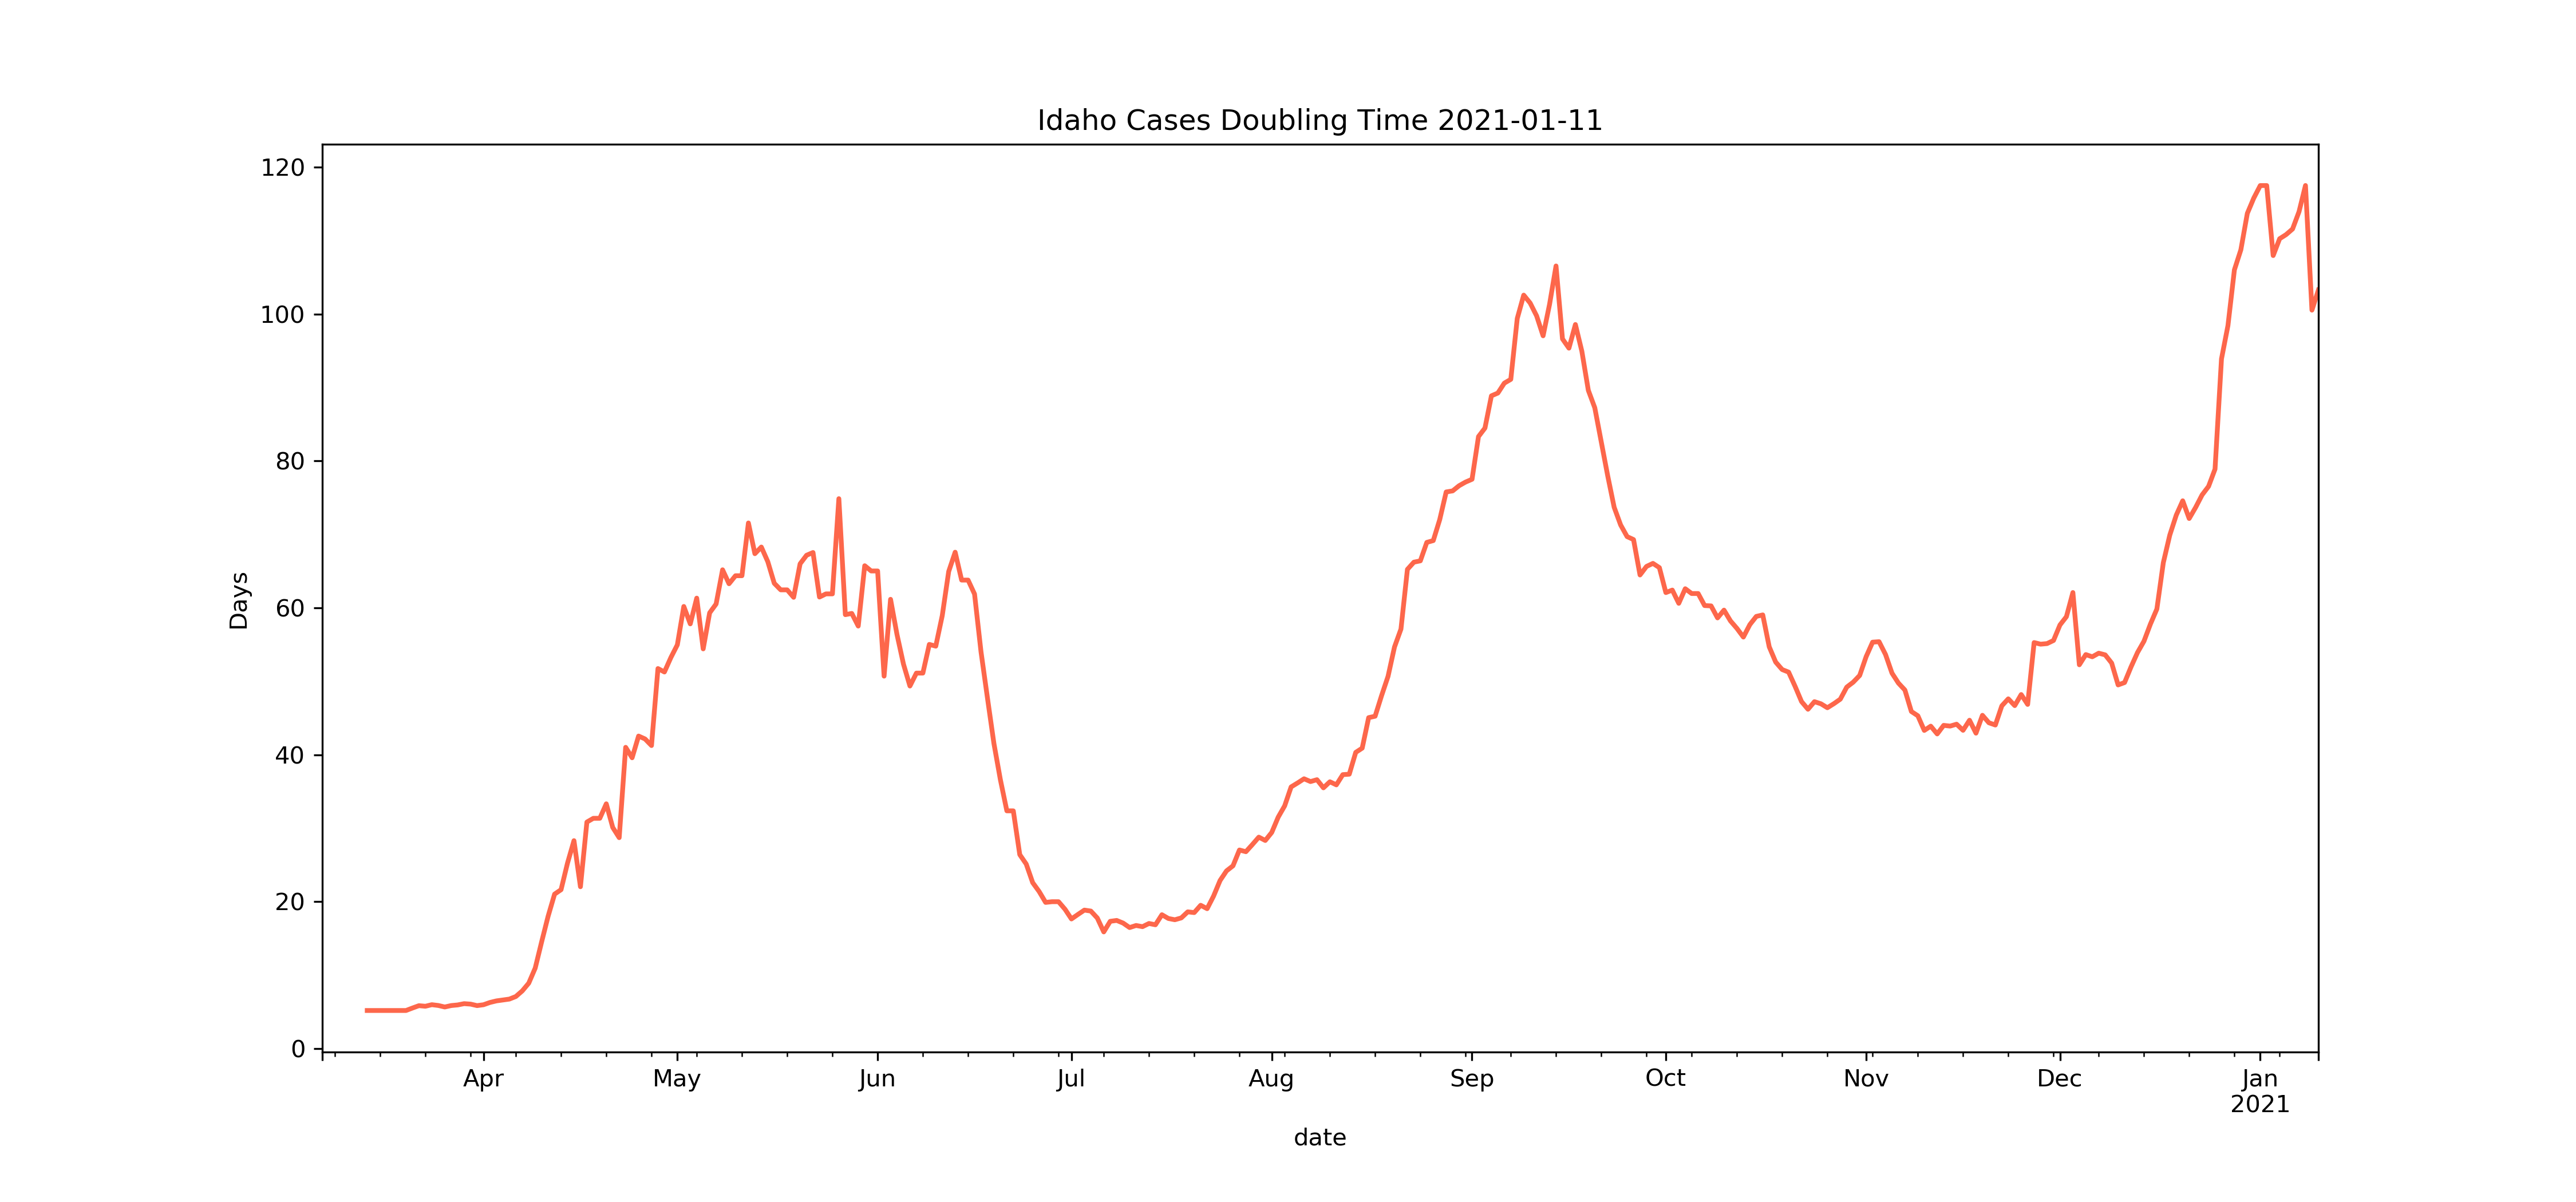 Idaho Cases Doubling Time 2021-01-11
120
100
80
60
40
20
0
Days
Apr May Jun Jul Aug Sep Oct Nov Dec Jan
2021
date